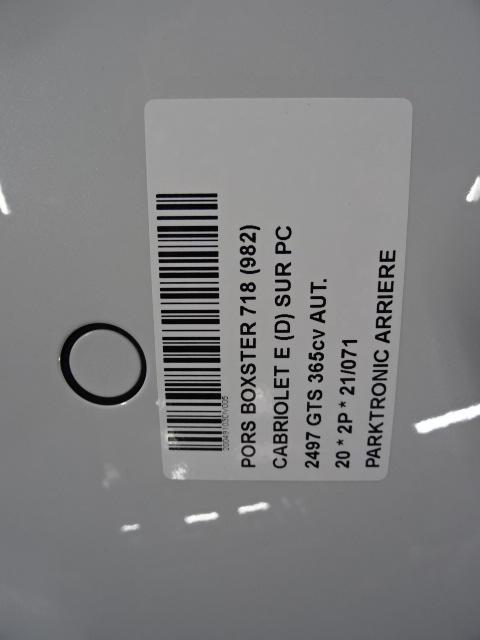 PORS BOXSTER 718 (982)
CABRIOLET E (D) SUR PC
2497 GTS 365cv AUT.
20 * 2P * 21/071
PARKTRONIC ARRIERE